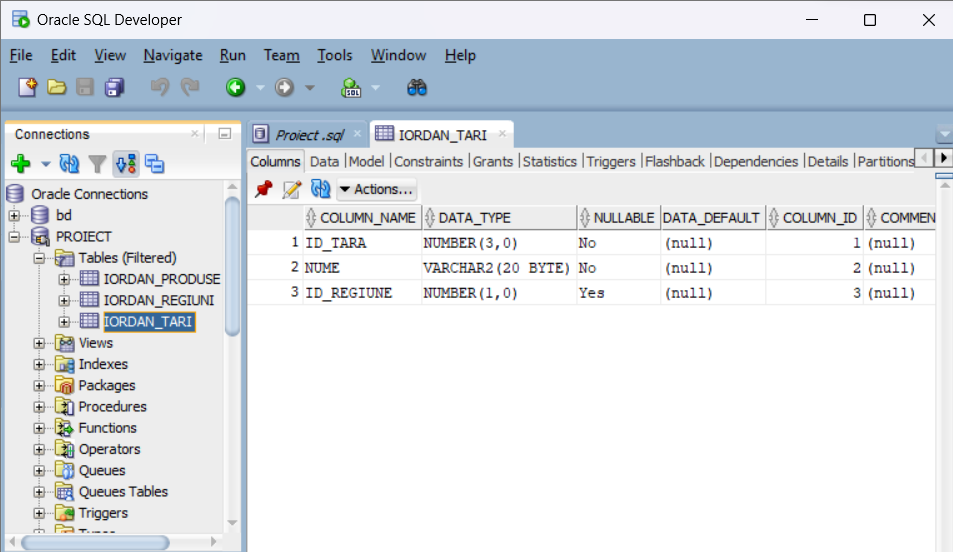 Oracle SQL Developer
File Edit View Navigate Run Team Tools Window Help
SQL
Connections
Oracle Connections
bd
PROIECT
Tables (Filtered)
IORDAN_PRODUSE
IORDAN_REGIUNI
IORDAN_TARI
Views
Indexes
Packages
Procedures
Functions
Operators
Queues
Queues Tables
Triggers
Proiect .sql IORDAN_TARI
Columns Data Model Constraints Grants Statistics Triggers Flashback Dependencies Details Partitions
Actions...
COLUMN_NAME DATA_TYPE NULLABLE DATA_DEFAULT COLUMN_ID COMMEN
1 ID_TARA NUMBER(3,0) No (null) 1 (null)
2 NUME VARCHAR2(20 BYTE) No (null) 2 (null)
3 ID_REGIUNE NUMBER(1,0) Yes (null) 3 (null)